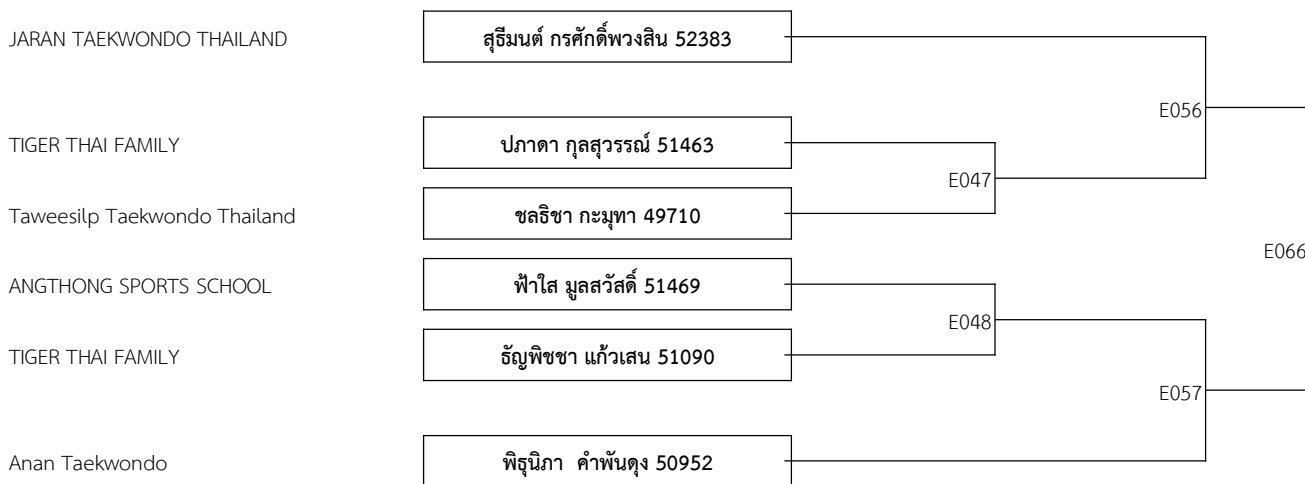 JARAN TAEKWONDO THAILAND สุธีมนต์ กรศักดิ์พวงสิน 52383
E056
TIGER THAI FAMILY ปภาดา กุลสุวรรณ์ 51463
E047
Taweesilp Taekwondo Thailand ชลธิชา กะมุทา 49710
E066
ANGTHONG SPORTS SCHOOL ฟ้าใส มูลสวัสดิ์ 51469
E048
TIGER THAI FAMILY ธัญพิชชา แก้วเสน 51090
E057
Anan Taekwondo พิธุนิภา คำพันดุง 50952